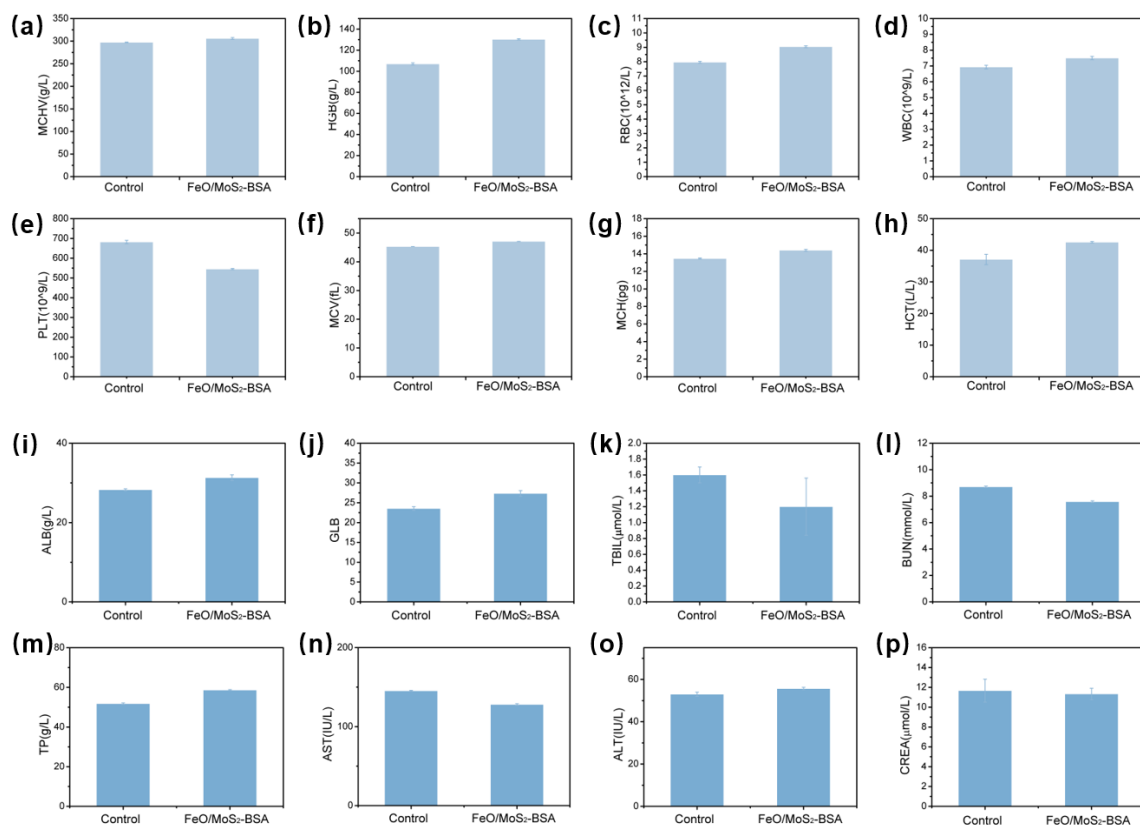 (a)
MCHV(g/L)
350
300
250
200
150
100
50
0
Control
FeO/MoS₂-BSA
(b)
HGB(g/L)
140
120
100
80
60
40
20
0
Control
FeO/MoS₂-BSA
(c)
RBC(10^12/L)
11
10
9
8
7
6
5
4
3
2
1
0
Control
FeO/MoS₂-BSA
(d)
WBC(10^9/L)
10
9
8
7
6
5
4
3
2
1
0
Control
FeO/MoS₂-BSA
(e)
PLT(10^9/L)
800
700
600
500
400
300
200
100
0
Control
FeO/MoS₂-BSA
(f)
MCV(fL)
50
40
30
20
10
0
Control
FeO/MoS₂-BSA
(g)
MCH(pg)
18
16
14
12
10
8
6
4
2
0
Control
FeO/MoS₂-BSA
(h)
HCT(L/L)
50
40
30
20
10
0
Control
FeO/MoS₂-BSA
(i)
ALB(g/L)
40
20
0
Control
FeO/MoS₂-BSA
(j)
GLB
40
35
30
25
20
15
10
5
0
Control
FeO/MoS₂-BSA
(k)
TBIL(μmol/L)
2.0
1.8
1.6
1.4
1.2
1.0
0.8
0.6
0.4
0.2
0.0
Control
FeO/MoS₂-BSA
(l)
BUN(mmol/L)
12
10
8
6
4
2
0
Control
FeO/MoS₂-BSA
(m)
TP(g/L)
80
60
40
20
0
Control
FeO/MoS₂-BSA
(n)
AST(IU/L)
200
150
100
50
0
Control
FeO/MoS₂-BSA
(o)
ALT(IU/L)
60
40
20
0
Control
FeO/MoS₂-BSA
(p)
CREA(μmol/L)
16
14
12
10
8
6
4
2
0
Control
FeO/MoS₂-BSA